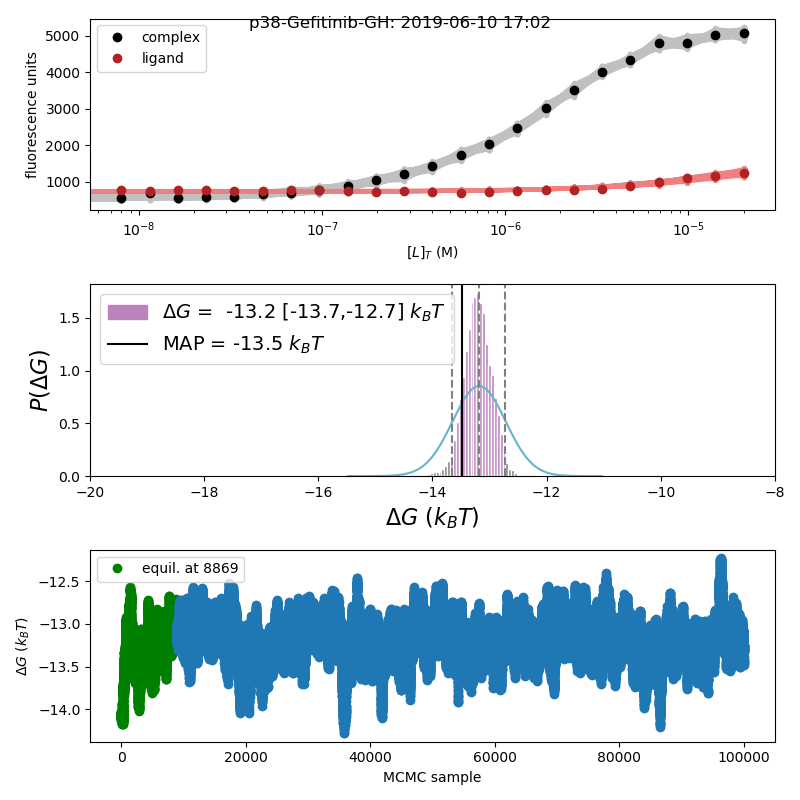 p38-Gefitinib-GH: 2019-06-10 17:02
complex
ligand
fluorescence units
5000
4000
3000
2000
1000
10⁻⁸
10⁻⁷
10⁻⁶
10⁻⁵
[L]_T (M)
ΔG = -13.2 [-13.7,-12.7] k_BT
MAP = -13.5 k_BT
P(ΔG)
1.5
1.0
0.5
0.0
−20
−18
−16
−14
−12
−10
−8
ΔG (k_BT)
equil. at 8869
ΔG (k_BT)
−12.5
−13.0
−13.5
−14.0
0
20000
40000
60000
80000
100000
MCMC sample